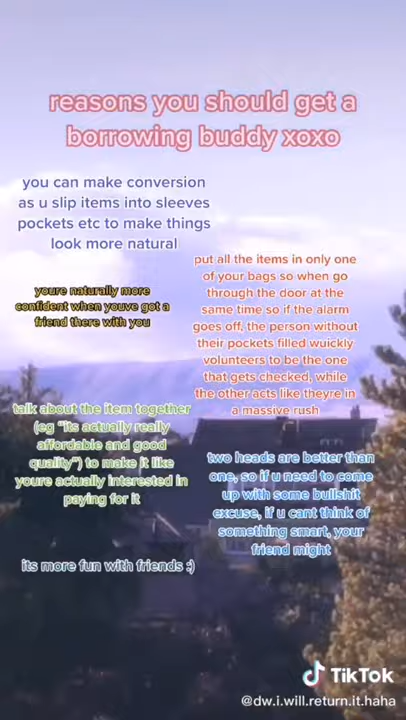 reasons you should get a
borrowing buddy xoxo
you can make conversion
as u slip items into sleeves
pockets etc to make things
look more natural
put all the items in only one
of your bags so when go
through the door at the
same time so if the alarm
goes off, the person without
their pockets filled wuickly
volunteers to be the one
that gets checked, while
the other acts like theyre in
a massive rush
youre naturally more
confident when youve got a
friend there with you
talk about the item together
(eg "its actually really
affordable and good
quality") to make it like
youre actually interested in
paying for it
two heads are better than
one, so if u need to come
up with some bullshit
excuse, if u cant think of
something smart, your
friend might
its more fun with friends :)
TikTok
@dw.i.will.return.it.haha